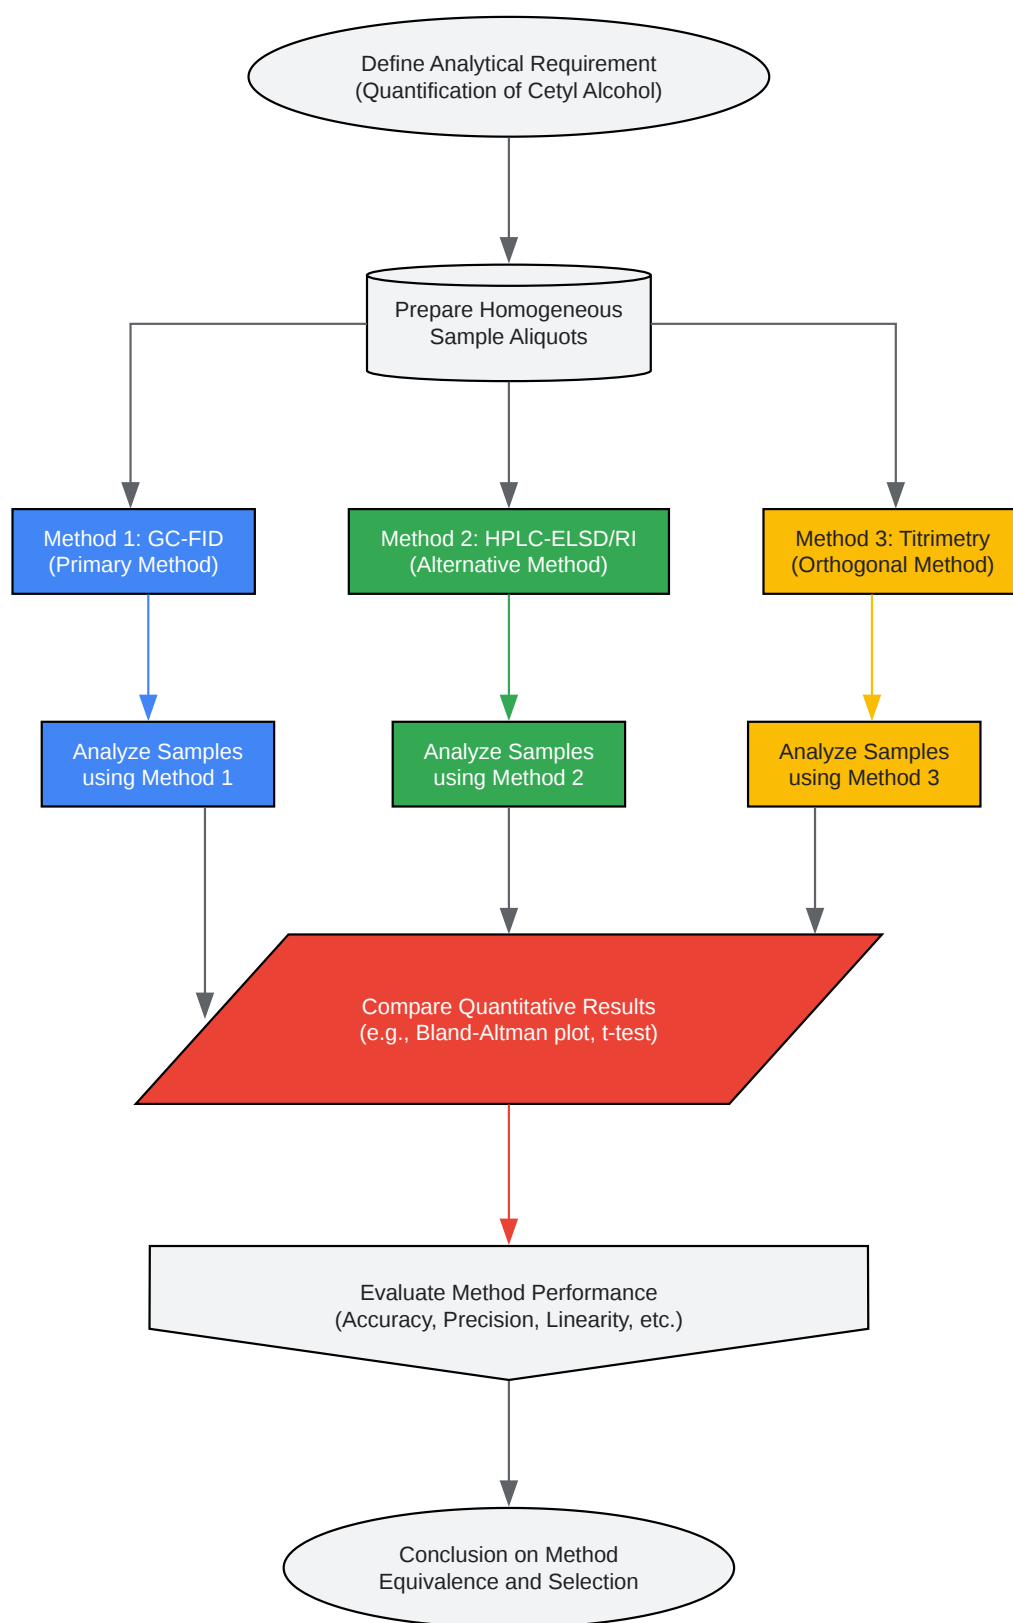 Define Analytical Requirement
(Quantification of Cetyl Alcohol)
Prepare Homogeneous
Sample Aliquots
Method 1: GC-FID
(Primary Method)
Method 2: HPLC-ELSD/RI
(Alternative Method)
Method 3: Titrimetry
(Orthogonal Method)
Analyze Samples
using Method 1
Analyze Samples
using Method 2
Analyze Samples
using Method 3
Compare Quantitative Results
(e.g., Bland-Altman plot, t-test)
Evaluate Method Performance
(Accuracy, Precision, Linearity, etc.)
Conclusion on Method
Equivalence and Selection